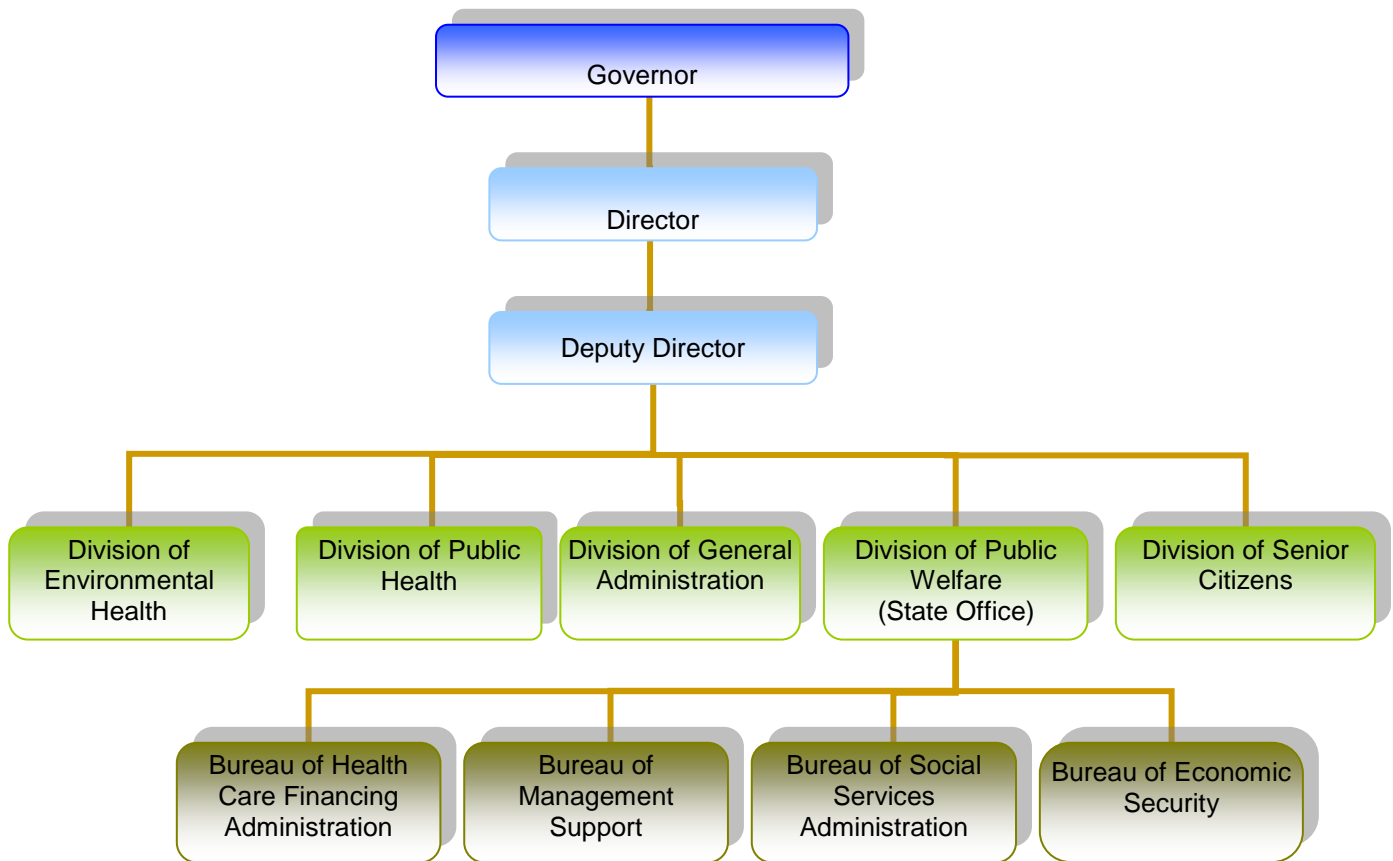 Governor
Director
Deputy Director
Division of
Environmental
Health
Division of Public
Health
Division of General
Administration
Division of Public
Welfare
(State Office)
Division of Senior
Citizens
Bureau of Health
Care Financing
Administration
Bureau of
Management
Support
Bureau of Social
Services
Administration
Bureau of Economic
Security